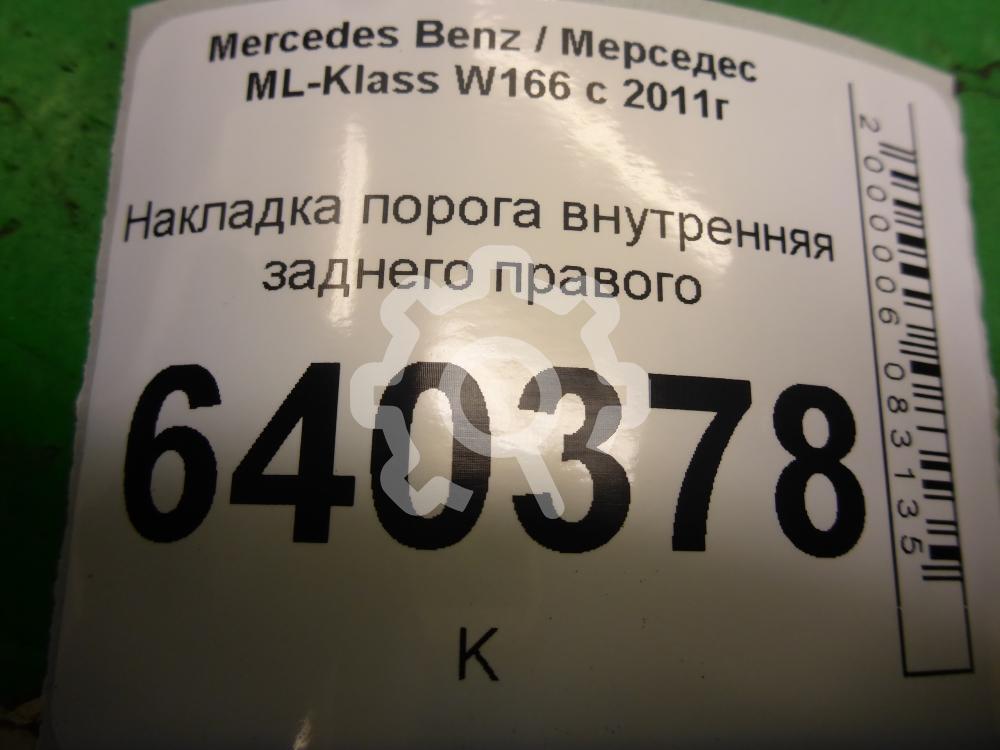 Mercedes Benz / Мерседес
ML-Klass W166 с 2011г
Накладка порога внутренняя
заднего правого
640378
К
2000006083135